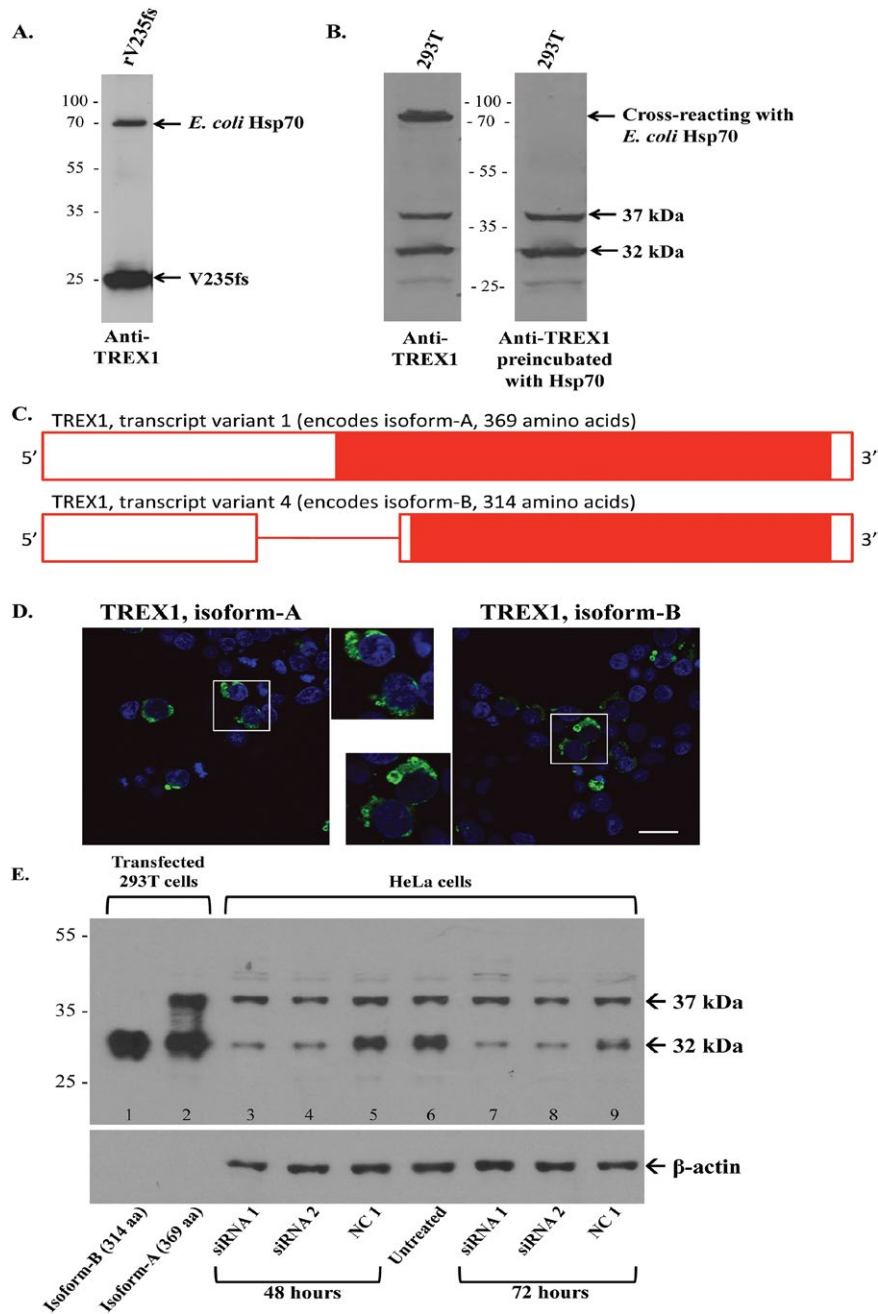 A.
rV235fs
100 -
70 -
55 -
35 -
25 -
E. coli Hsp70
V235fs
Anti-
TREX1
B.
293T
293T
- 100 -
- 70 -
- 55 -
- 35 -
- 25-
Cross-reacting with
E. coli Hsp70
37 kDa
32 kDa
Anti-
TREX1
Anti-TREX1
preincubated
with Hsp70
C.
TREX1, transcript variant 1 (encodes isoform-A, 369 amino acids)
5′
3′
TREX1, transcript variant 4 (encodes isoform-B, 314 amino acids)
5′
3′
D.
TREX1, isoform-A
TREX1, isoform-B
E.
Transfected
293T cells
HeLa cells
55 -
35 -
25 -
37 kDa
32 kDa
1 2 3 4 5 6 7 8 9
β-actin
Isoform-B (314 aa)
Isoform-A (369 aa)
siRNA 1
siRNA 2
NC 1
Untreated
siRNA 1
siRNA 2
NC 1
48 hours
72 hours